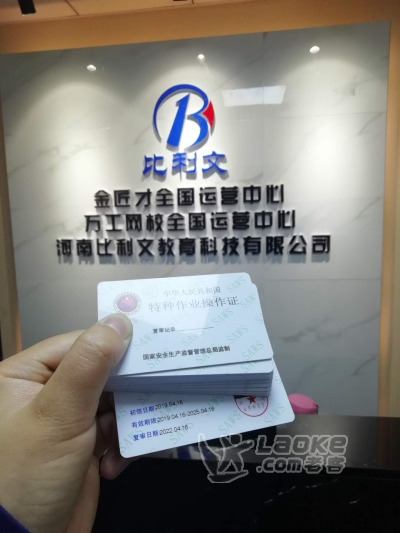 B
比利文
金匠才全国运营中心
万工网校全国运营中心
河南比利文教育科技有限公司
中华人民共和国
特种作业操作证
复审记录
国家安全生产监督管理总局监制
初领日期:2019.04.16
有效期限:2019.04.16-2025.04.16
复审日期:2022.04.16
LAOKE
.com老客